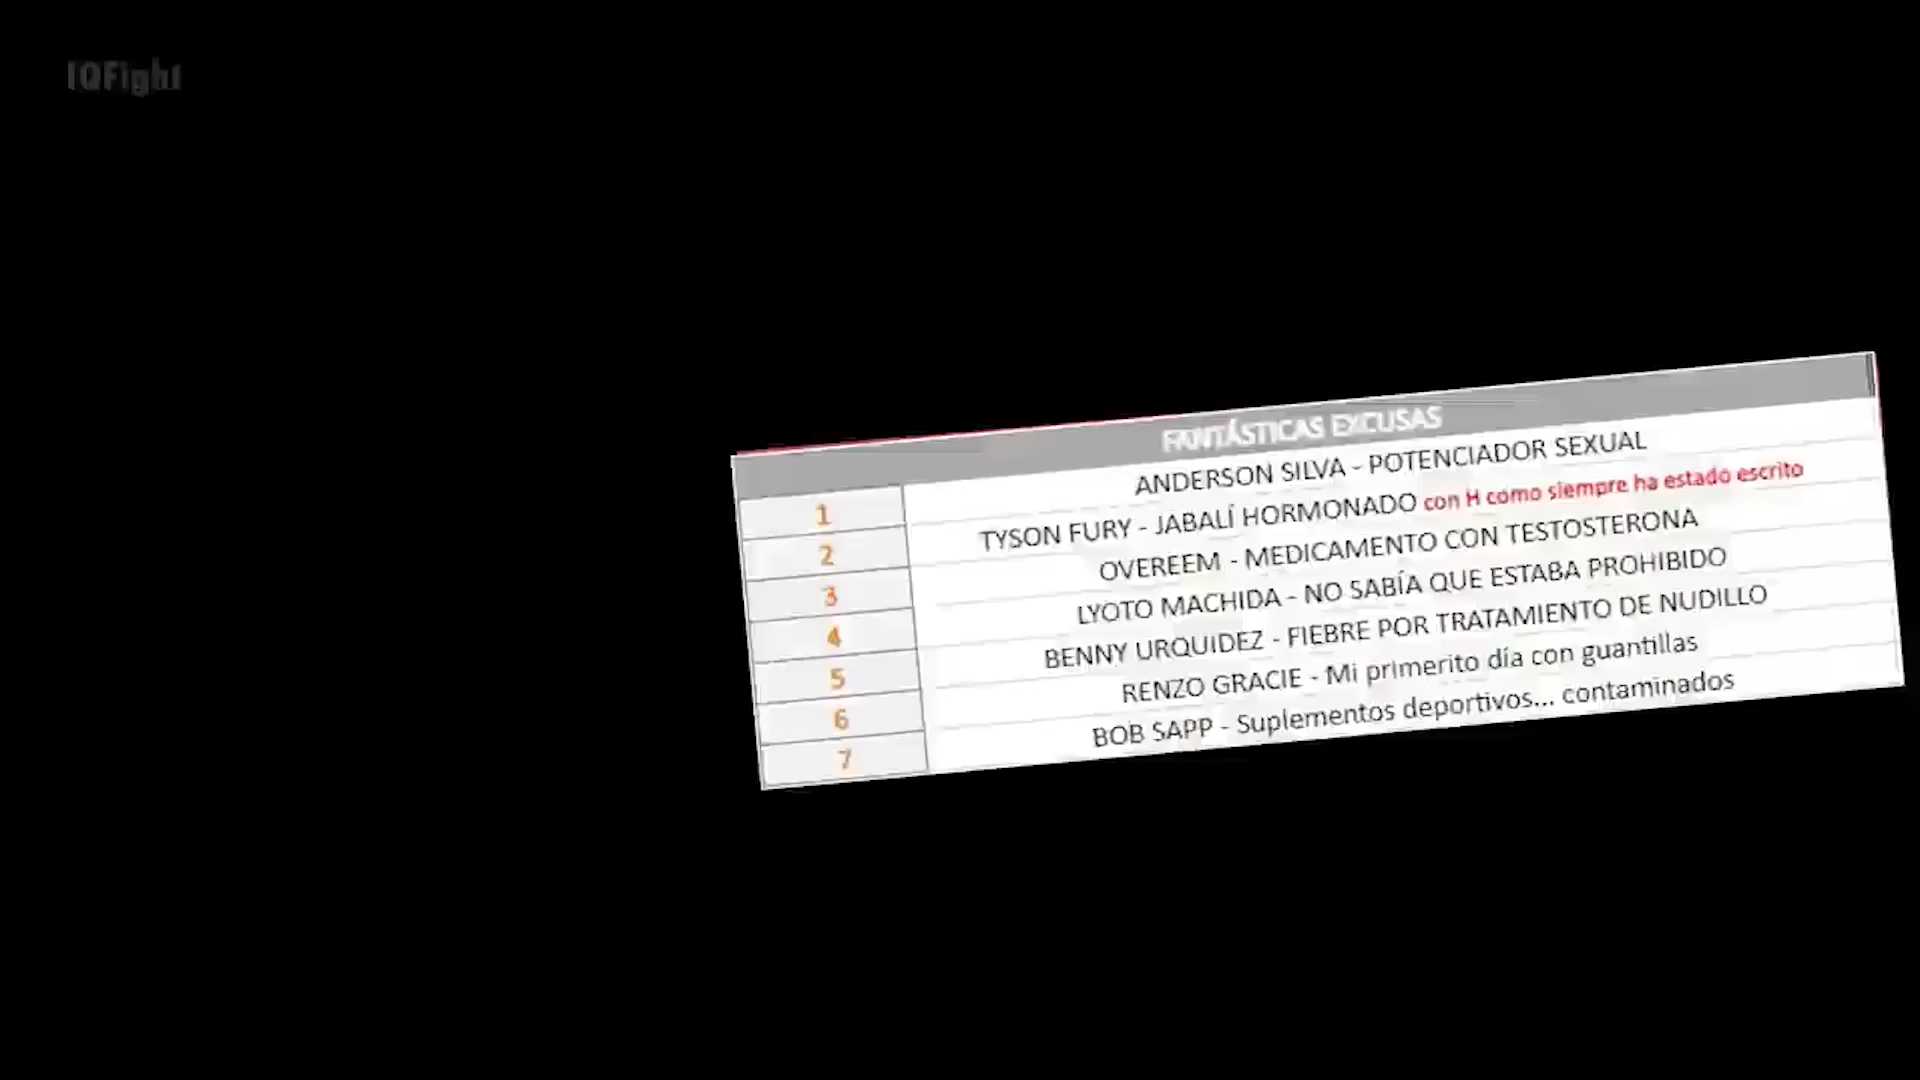 IQFight
FANTÁSTICAS EXCUSAS
1 ANDERSON SILVA - POTENCIADOR SEXUAL
2 TYSON FURY - JABALÍ HORMONADO con H como siempre ha estado escrito
3 OVEREEM - MEDICAMENTO CON TESTOSTERONA
4 LYOTO MACHIDA - NO SABÍA QUE ESTABA PROHIBIDO
5 BENNY URQUIDEZ - FIEBRE POR TRATAMIENTO DE NUDILLO
6 RENZO GRACIE - Mi primerito día con guantillas
7 BOB SAPP - Suplementos deportivos... contaminados